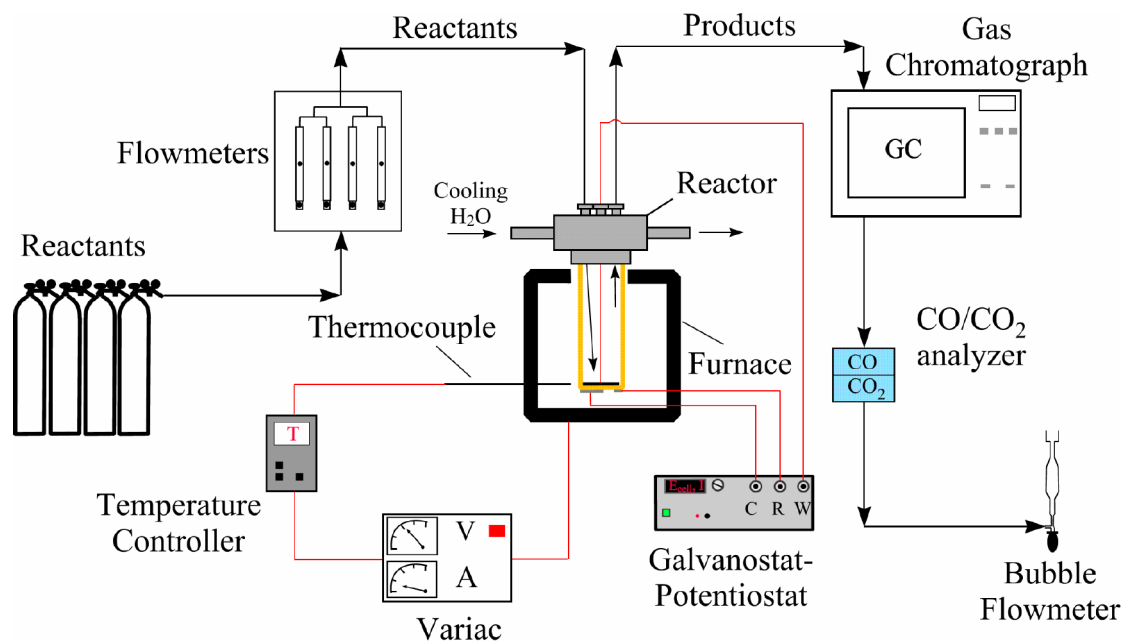 Reactants
Products
Gas
Chromatograph
Flowmeters
GC
Cooling
H₂O
Reactor
Reactants
Thermocouple
Furnace
CO/CO₂
analyzer
CO
CO₂
T
Temperature
Controller
V
A
Variac
Ecell, I
C R W
Galvanostat-
Potentiostat
Bubble
Flowmeter